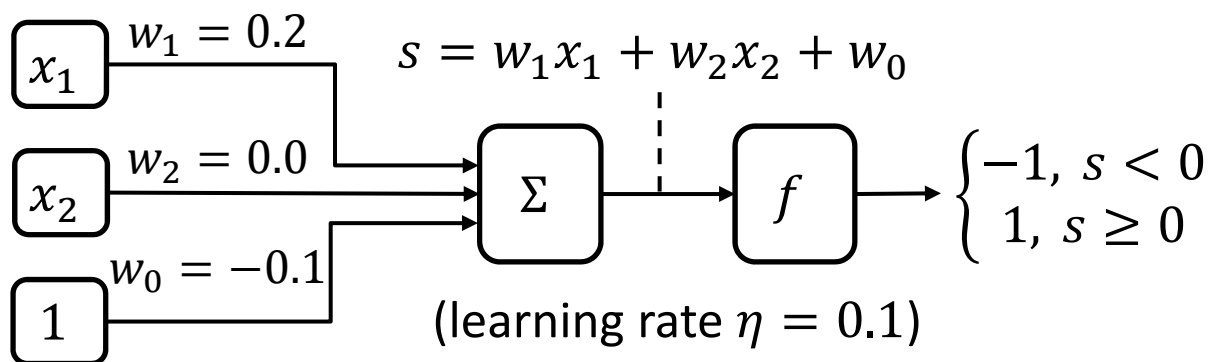 w₁ = 0.2
x₁
s = w₁x₁ + w₂x₂ + w₀
w₂ = 0.0
x₂
Σ
f
{−1, s < 0
1, s ≥ 0
w₀ = −0.1
1
(learning rate η = 0.1)